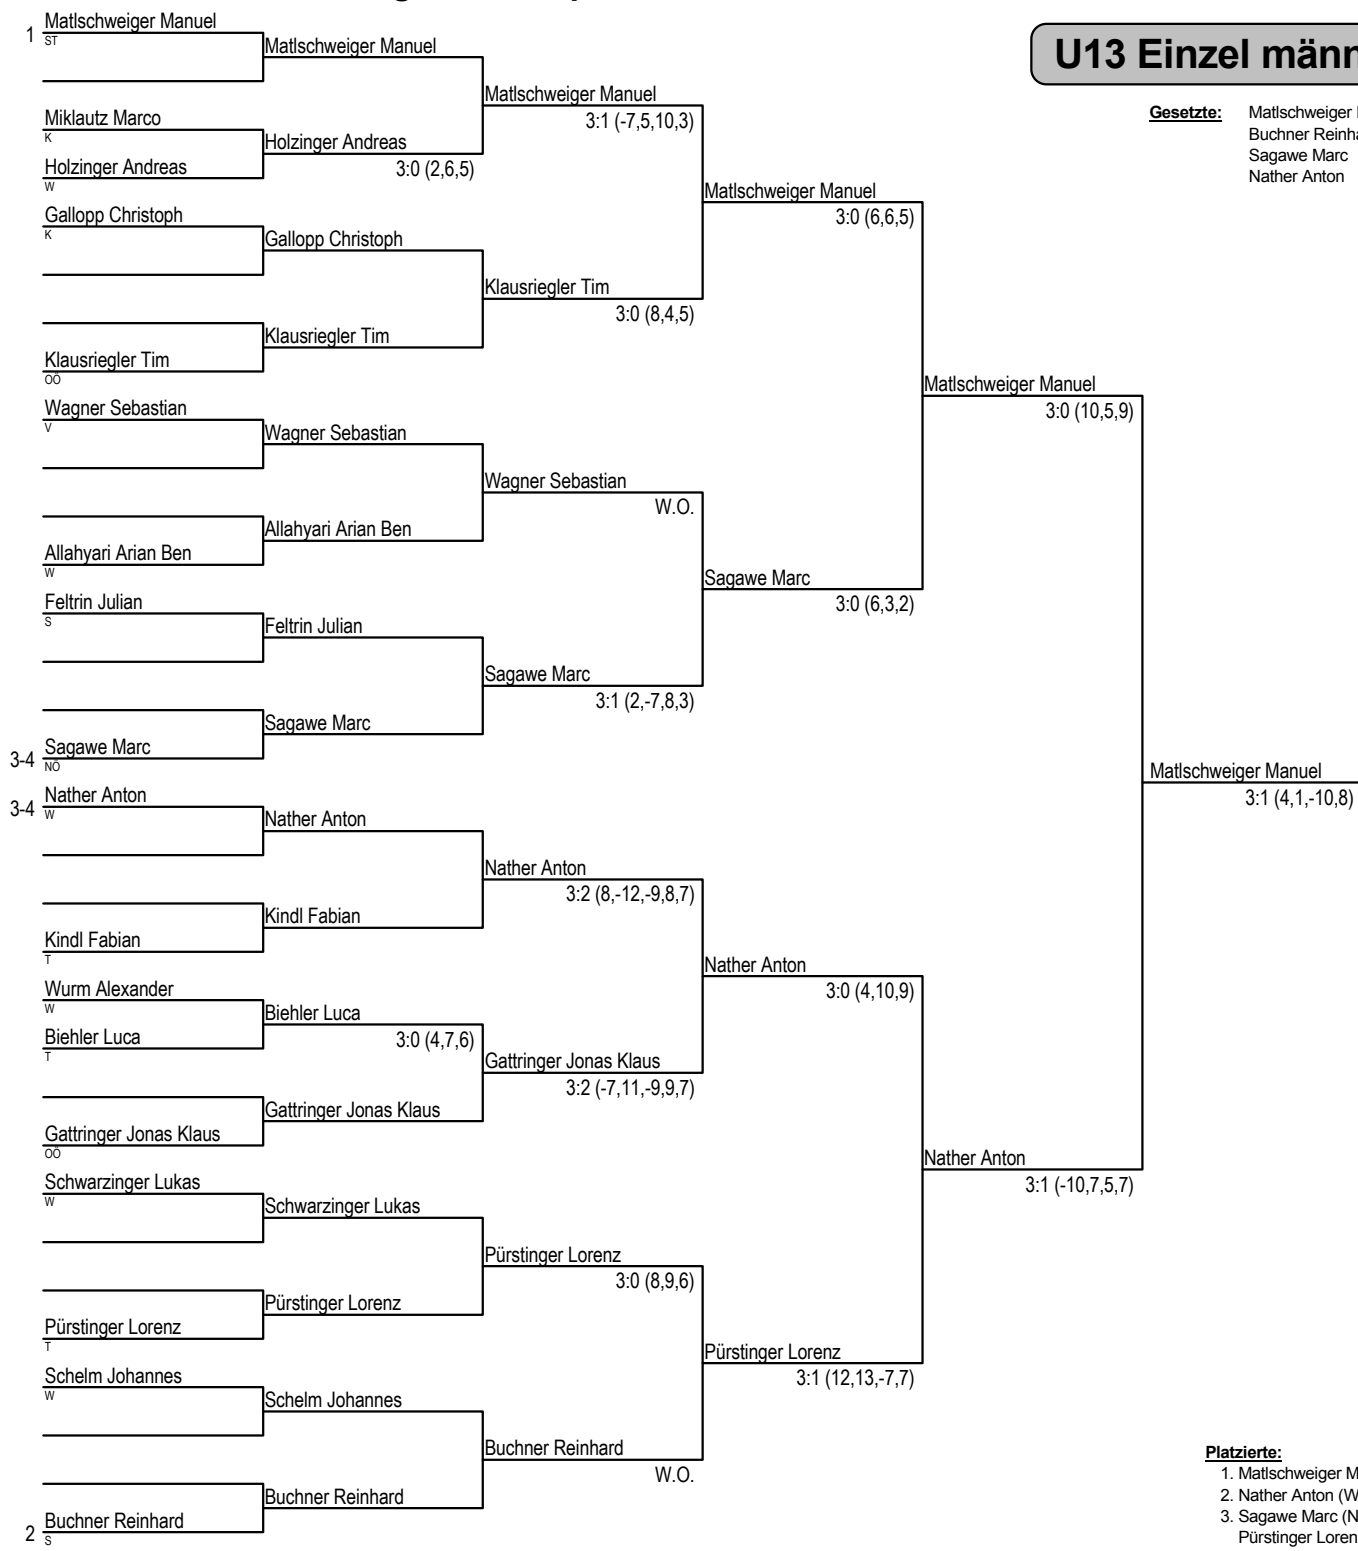 1 Matlschweiger Manuel
ST
Matlschweiger Manuel
Matlschweiger Manuel
3:1 (-7,5,10,3)
Miklautz Marco
K
Holzinger Andreas
3:0 (2,6,5)
Holzinger Andreas
W
Matlschweiger Manuel
3:0 (6,6,5)
Gallopp Christoph
K
Gallopp Christoph
Klausriegler Tim
3:0 (8,4,5)
Klausriegler Tim
Klausriegler Tim
OÖ
Matlschweiger Manuel
3:0 (10,5,9)
Wagner Sebastian
V
Wagner Sebastian
Wagner Sebastian
W.O.
Allahyari Arian Ben
Allahyari Arian Ben
W
Sagawe Marc
3:0 (6,3,2)
Feltrin Julian
S
Feltrin Julian
Sagawe Marc
3:1 (2,-7,8,3)
Sagawe Marc
3-4 Sagawe Marc
NÖ
Matlschweiger Manuel
3:1 (4,1,-10,8)
3-4 Nather Anton
W
Nather Anton
Nather Anton
3:2 (8,-12,-9,8,7)
Kindl Fabian
Kindl Fabian
T
Nather Anton
3:0 (4,10,9)
Wurm Alexander
W
Biehler Luca
3:0 (4,7,6)
Biehler Luca
T
Gattringer Jonas Klaus
3:2 (-7,11,-9,9,7)
Gattringer Jonas Klaus
Gattringer Jonas Klaus
OÖ
Nather Anton
3:1 (-10,7,5,7)
Schwarzinger Lukas
W
Schwarzinger Lukas
Pürstinger Lorenz
3:0 (8,9,6)
Pürstinger Lorenz
Pürstinger Lorenz
T
Pürstinger Lorenz
3:1 (12,13,-7,7)
Schelm Johannes
W
Schelm Johannes
Buchner Reinhard
W.O.
Buchner Reinhard
2 Buchner Reinhard
S
U13 Einzel männ
Gesetzte: Matlschweiger
Buchner Reinha
Sagawe Marc
Nather Anton
Platzierte:
1. Matlschweiger M
2. Nather Anton (W
3. Sagawe Marc (N
Pürstinger Loren